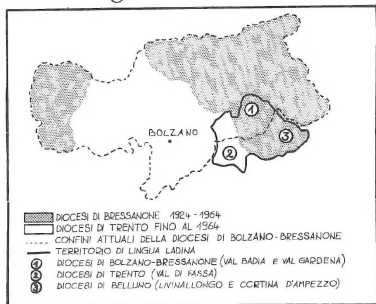 ① 
BOLZANO
③
②
DIOCESI DI BRESSANONE 1924-1964
DIOCESI DI TRENTO FINO AL 1964
CONFINI ATTUALI DELLA DIOCESI DI BOLZANO-BRESSANONE
TERRITORIO DI LINGUA LADINA
① DIOCESI DI BOLZANO-BRESSANONE (VAL BADIA E VAL GARDENA)
② DIOCESI DI TRENTO (VAL DI FASSA)
③ DIOCESI DI BELLUNO (LIVINALLONGO E CORTINA D'AMPEZZO)